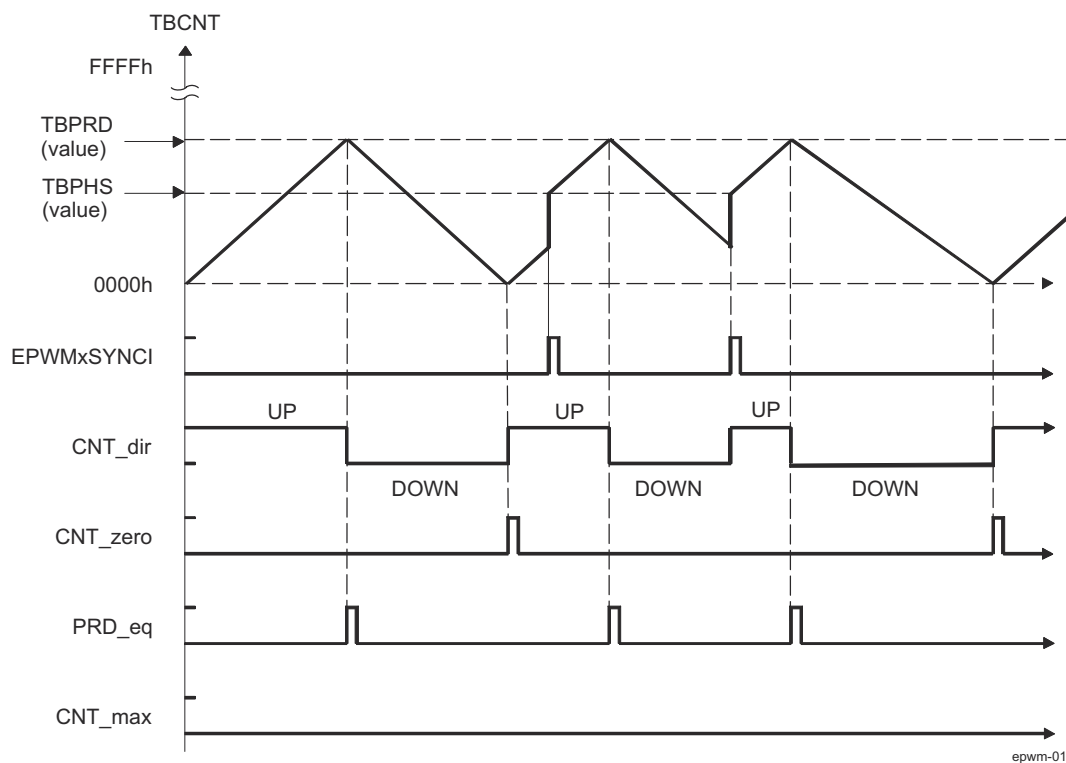 TBCNT
FFFFh
TBPRD
(value)
TBPHS
(value)
0000h
EPWMxSYNCI
UP
UP
UP
CNT_dir
DOWN
DOWN
DOWN
CNT_zero
PRD_eq
CNT_max
epwm-01